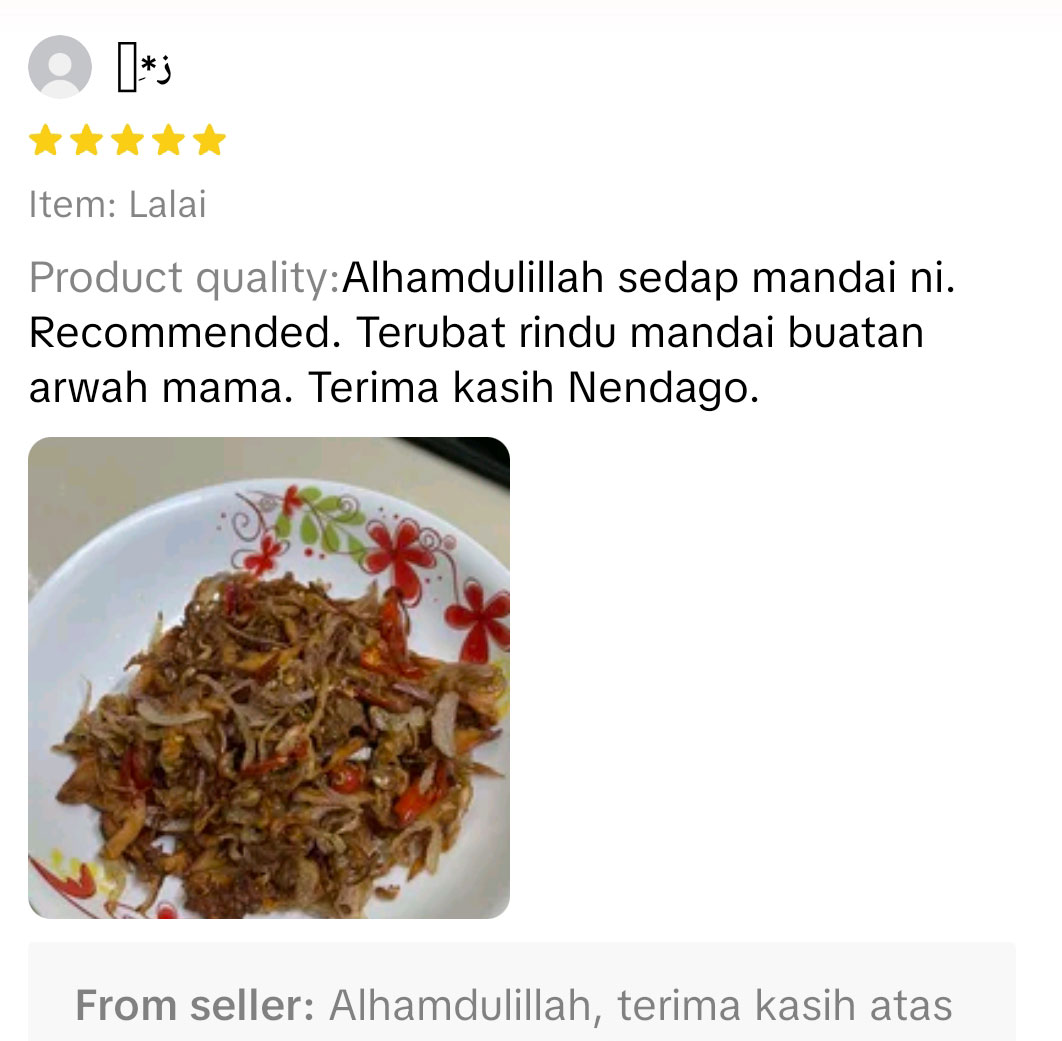 Item: Lalai
Product quality:Alhamdulillah sedap mandai ni.
Recommended. Terubat rindu mandai buatan
arwah mama. Terima kasih Nendago.
From seller: Alhamdulillah, terima kasih atas